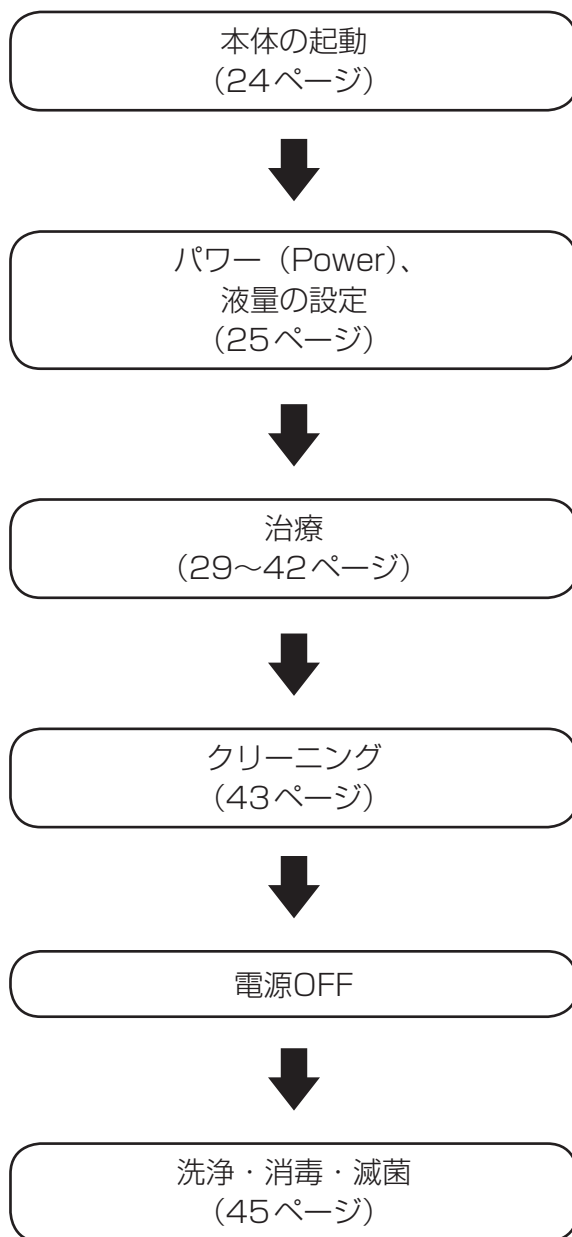 本体の起動
（24ページ）
パワー（Power）、
液量の設定
（25ページ）
治療
（29～42ページ）
クリーニング
（43ページ）
電源OFF
洗浄・消毒・滅菌
（45ページ）